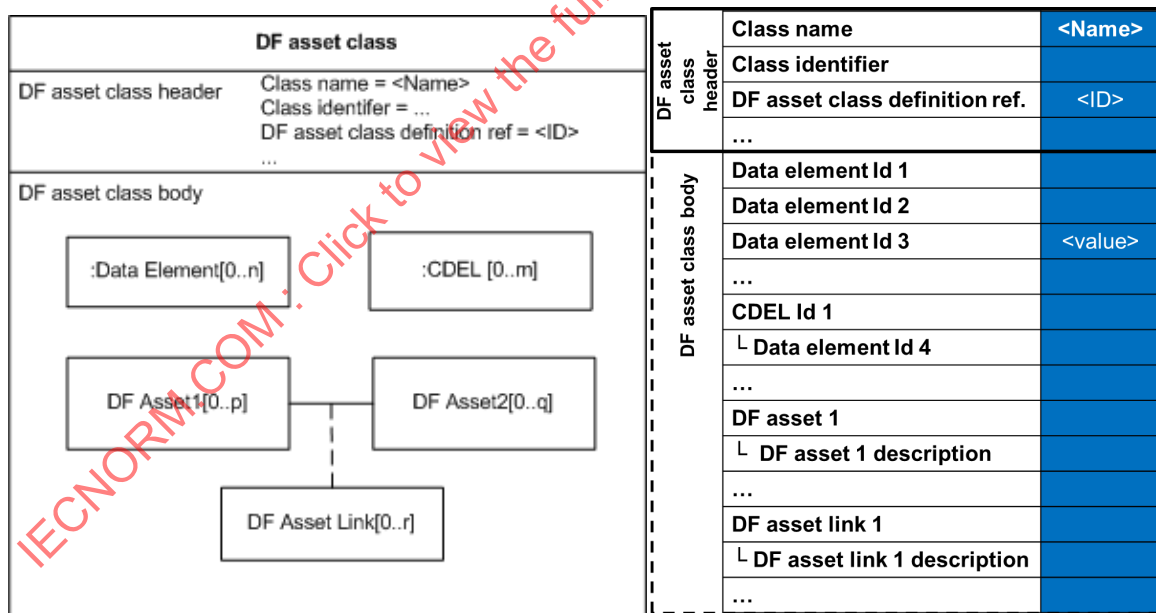 DF asset class
DF asset class header
Class name = <Name>
Class identifer = ...
DF asset class definition ref = <ID>
...
DF asset class body
:Data Element[0..n]
:CDEL [0..m]
DF Asset1[0..p]
DF Asset2[0..q]
DF Asset Link[0..r]
IECNORM.COM : Click to view the ful
DF asset
class
header
Class name <Name>
Class identifier
DF asset class definition ref. <ID>
...
DF asset class body
Data element Id 1
Data element Id 2
Data element Id 3 <value>
...
CDEL Id 1
└ Data element Id 4
...
DF asset 1
└ DF asset 1 description
...
DF asset link 1
└ DF asset link 1 description
...